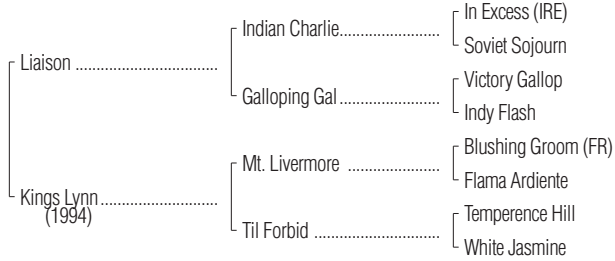 In Excess (IRE)
Indian Charlie
Soviet Sojourn
Liaison
Victory Gallop
Galloping Gal
Indy Flash
Blushing Groom (FR)
Mt. Livermore
Flama Ardiente
Kings Lynn
(1994)
Temperence Hill
Til Forbid
White Jasmine